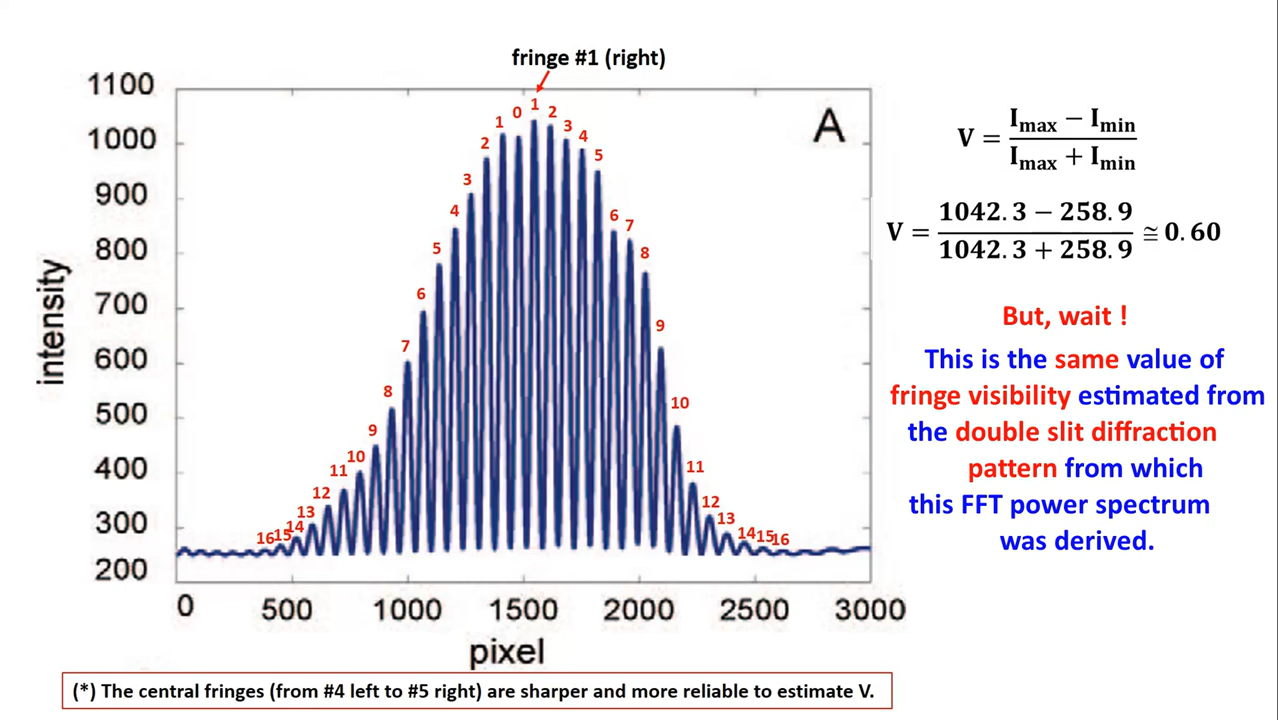 fringe #1 (right)
1100
1000
900
800
700
600
500
400
300
200
intensity
16 15 14 13 12 11 10 9 8 7 6 5 4 3 2 1 0 1 2 3 4 5 6 7 8 9 10 11 12 13 14 15 16
A
0 500 1000 1500 2000 2500 3000
pixel
(*) The central fringes (from #4 left to #5 right) are sharper and more reliable to estimate V.
V = (I_max − I_min) / (I_max + I_min)
V = (1042.3 − 258.9) / (1042.3 + 258.9) ≅ 0.60
But, wait !
This is the same value of
fringe visibility estimated from
the double slit diffraction
pattern from which
this FFT power spectrum
was derived.